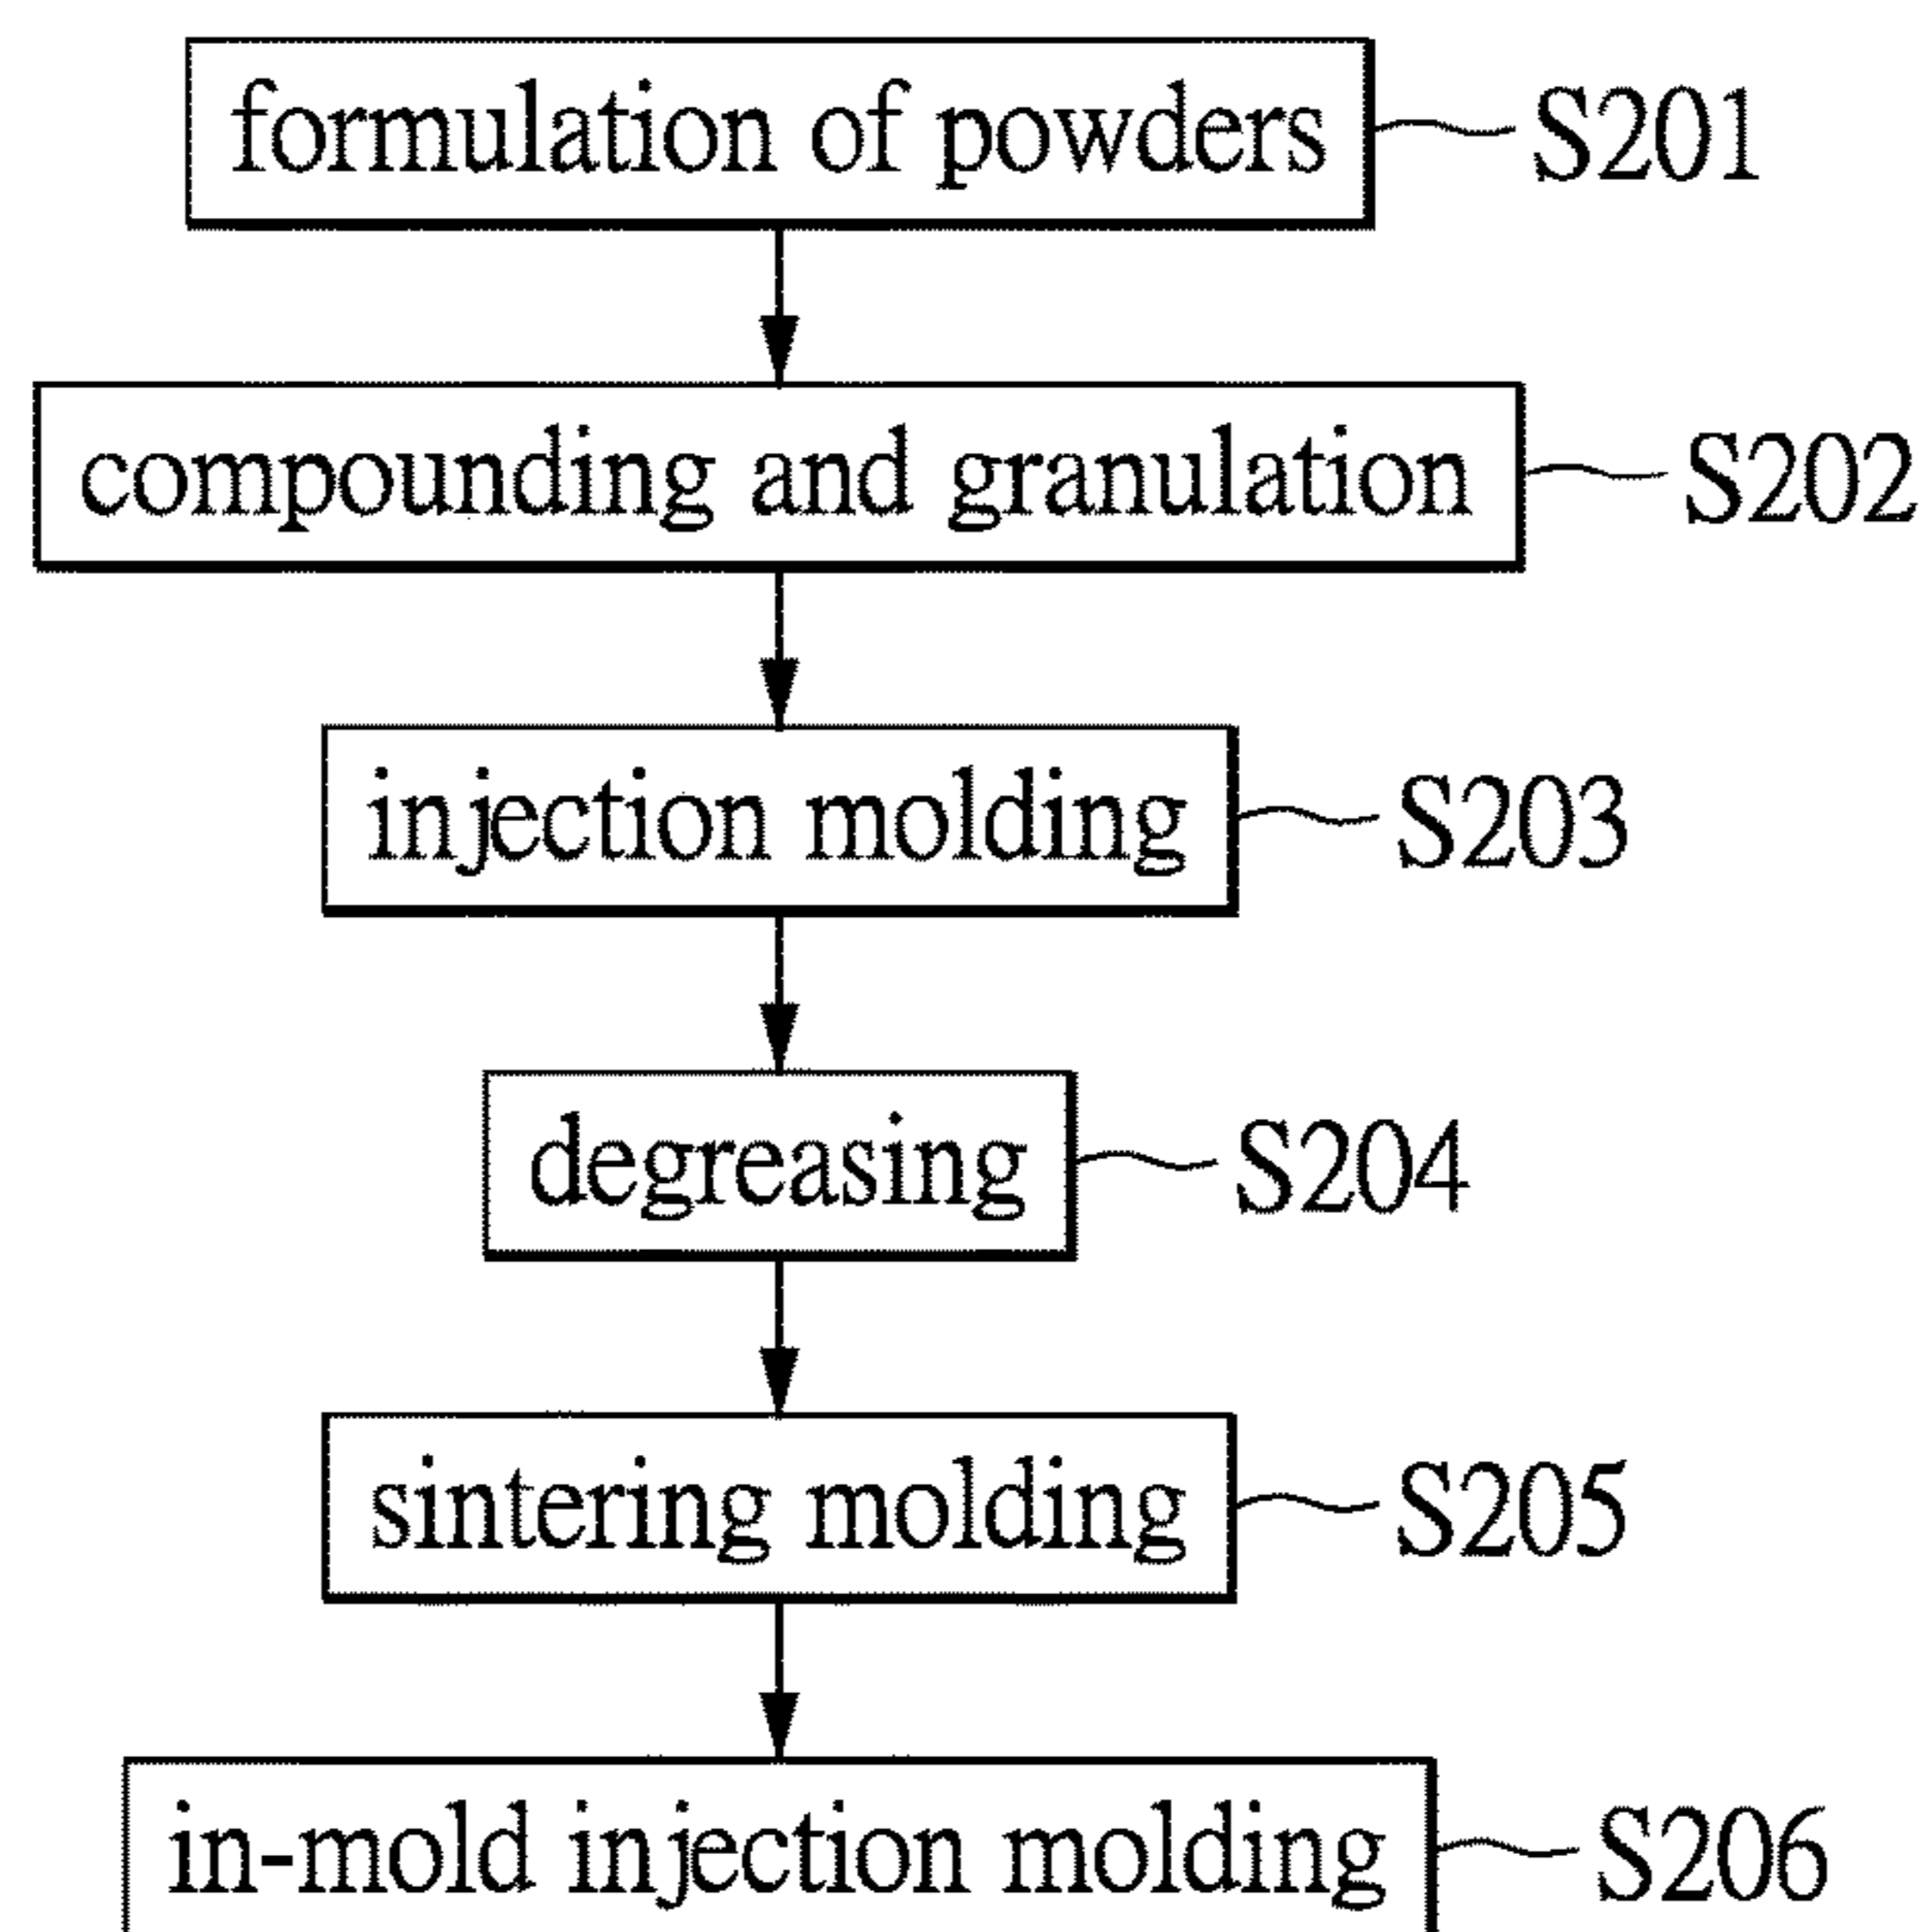 formulation of powders S201
compounding and granulation S202
injection molding S203
degreasing S204
sintering molding S205
in-mold injection molding S206